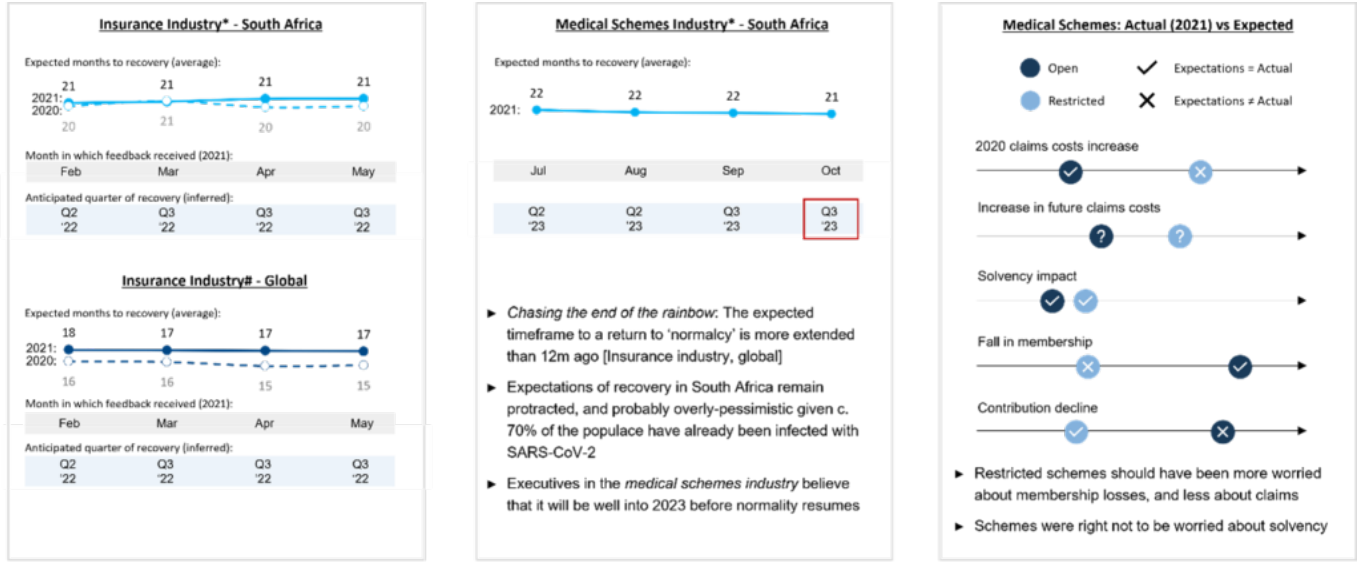 Insurance Industry* - South Africa
Expected months to recovery (average):
21 21 21 21
2021:
2020:
20 21 20 20
Month in which feedback received (2021):
Feb Mar Apr May
Anticipated quarter of recovery (inferred):
Q2 Q3 Q3 Q3
'22 '22 '22 '22
Insurance Industry# - Global
Expected months to recovery (average):
18 17 17 17
2021:
2020:
16 16 15 15
Month in which feedback received (2021):
Feb Mar Apr May
Anticipated quarter of recovery (inferred):
Q2 Q3 Q3 Q3
'22 '22 '22 '22
Medical Schemes Industry* - South Africa
Expected months to recovery (average):
22 22 22 21
2021:
Jul Aug Sep Oct
Q2 Q2 Q3 Q3
'23 '23 '23 '23
► Chasing the end of the rainbow: The expected
timeframe to a return to 'normalcy' is more extended
than 12m ago [Insurance industry, global]
► Expectations of recovery in South Africa remain
protracted, and probably overly-pessimistic given c.
70% of the populace have already been infected with
SARS-CoV-2
► Executives in the medical schemes industry believe
that it will be well into 2023 before normality resumes
Medical Schemes: Actual (2021) vs Expected
Open ✓ Expectations = Actual
Restricted ✕ Expectations ≠ Actual
2020 claims costs increase
Increase in future claims costs
? ?
Solvency impact
Fall in membership
Contribution decline
► Restricted schemes should have been more worried
about membership losses, and less about claims
► Schemes were right not to be worried about solvency